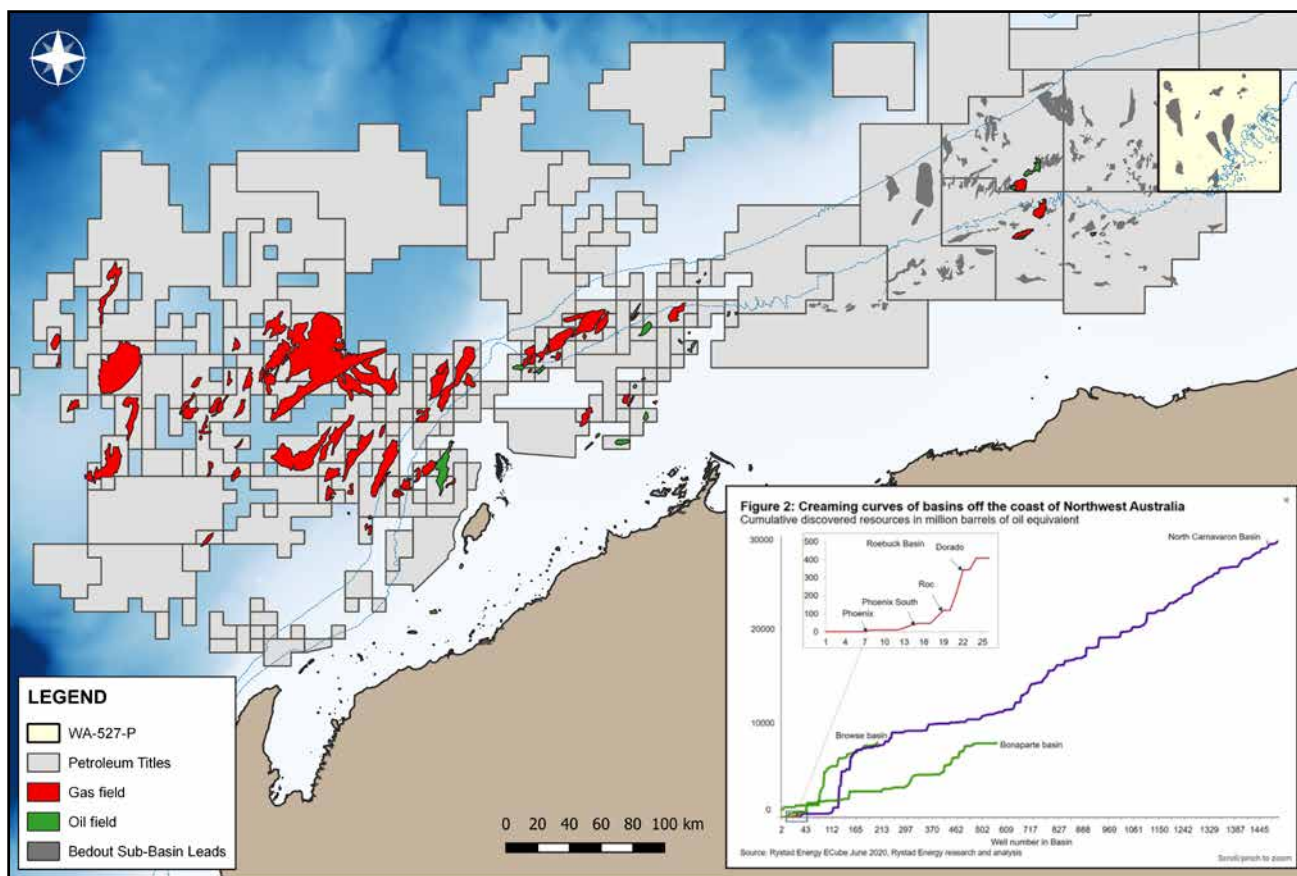 Figure 2: Creaming curves of basins off the coast of Northwest Australia
Cumulative discovered resources in million barrels of oil equivalent
30000
20000
10000
0
500
400
300
200
100
0
Roebuck Basin
Dorado
Roc
Phoenix South
Phoenix
1 4 7 9 13 15 18 19 22 25
North Carnavaron Basin
Browse basin
Bonaparte basin
2 43 112 165 213 297 370 462 502 609 717 827 888 960 1061 1150 1242 1329 1387 1445
Well number in Basin
Source: Rystad Energy ECube June 2020, Rystad Energy research and analysis
Scroll/pinch to zoom
LEGEND
WA-527-P
Petroleum Titles
Gas field
Oil field
Bedout Sub-Basin Leads
0 20 40 60 80 100 km